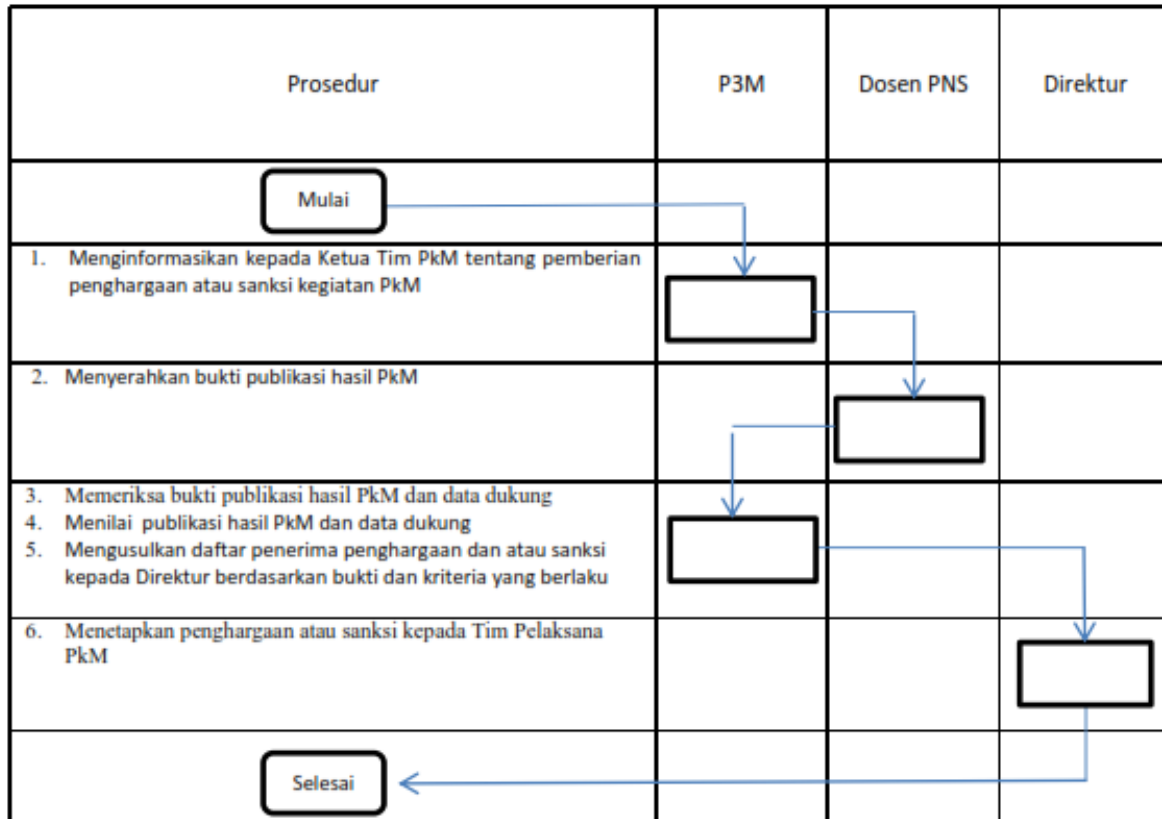 Prosedur
P3M
Dosen PNS
Direktur
Mulai
1. Menginformasikan kepada Ketua Tim PkM tentang pemberian
penghargaan atau sanksi kegiatan PkM
2. Menyerahkan bukti publikasi hasil PkM
3. Memeriksa bukti publikasi hasil PkM dan data dukung
4. Menilai publikasi hasil PkM dan data dukung
5. Mengusulkan daftar penerima penghargaan dan atau sanksi
kepada Direktur berdasarkan bukti dan kriteria yang berlaku
6. Menetapkan penghargaan atau sanksi kepada Tim Pelaksana
PkM
Selesai